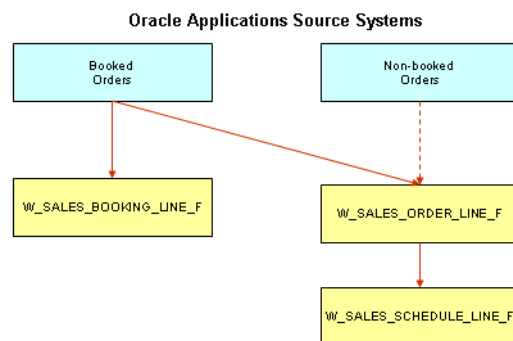 Oracle Applications Source Systems
Booked
Orders
Non-booked
Orders
W_SALES_BOOKING_LINE_F
W_SALES_ORDER_LINE_F
W_SALES_SCHEDULE_LINE_F